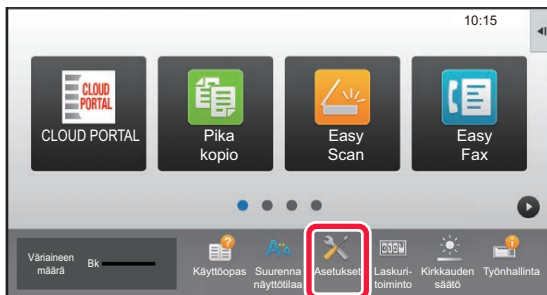 10:15
CLOUD
PORTAL
CLOUD PORTAL
Pika
kopio
Easy
Scan
Easy
Fax
Väriaineen
määrä
Bk
Käyttöopas
Suurenna
näyttötilaa
Asetukset
Laskuri-
toiminto
Kirkkauden
säätö
Työnhallinta